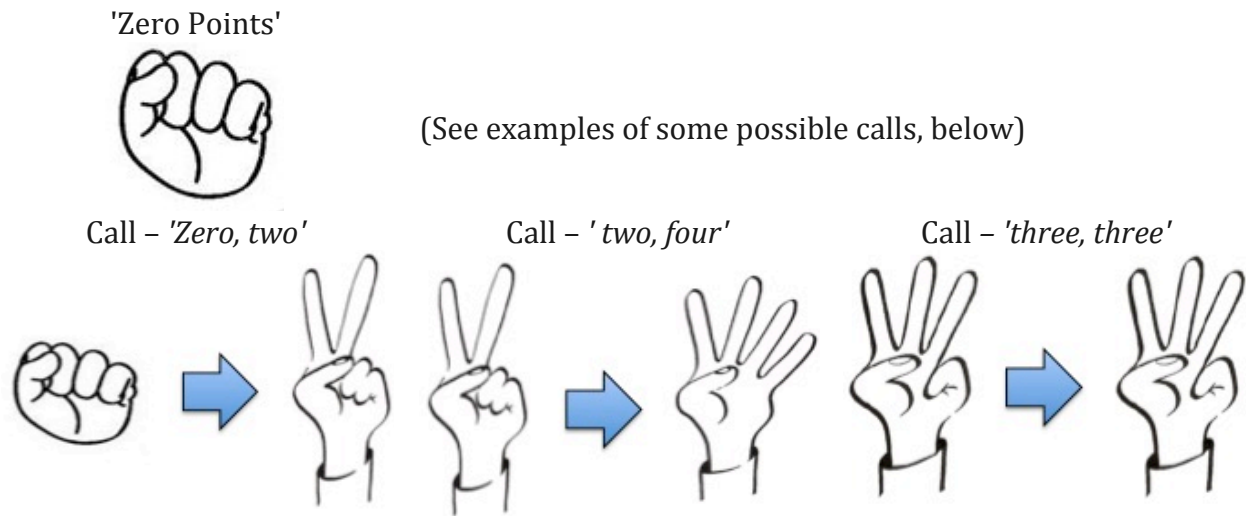 'Zero Points'
(See examples of some possible calls, below)
Call – 'Zero, two'
Call – ' two, four'
Call – 'three, three'